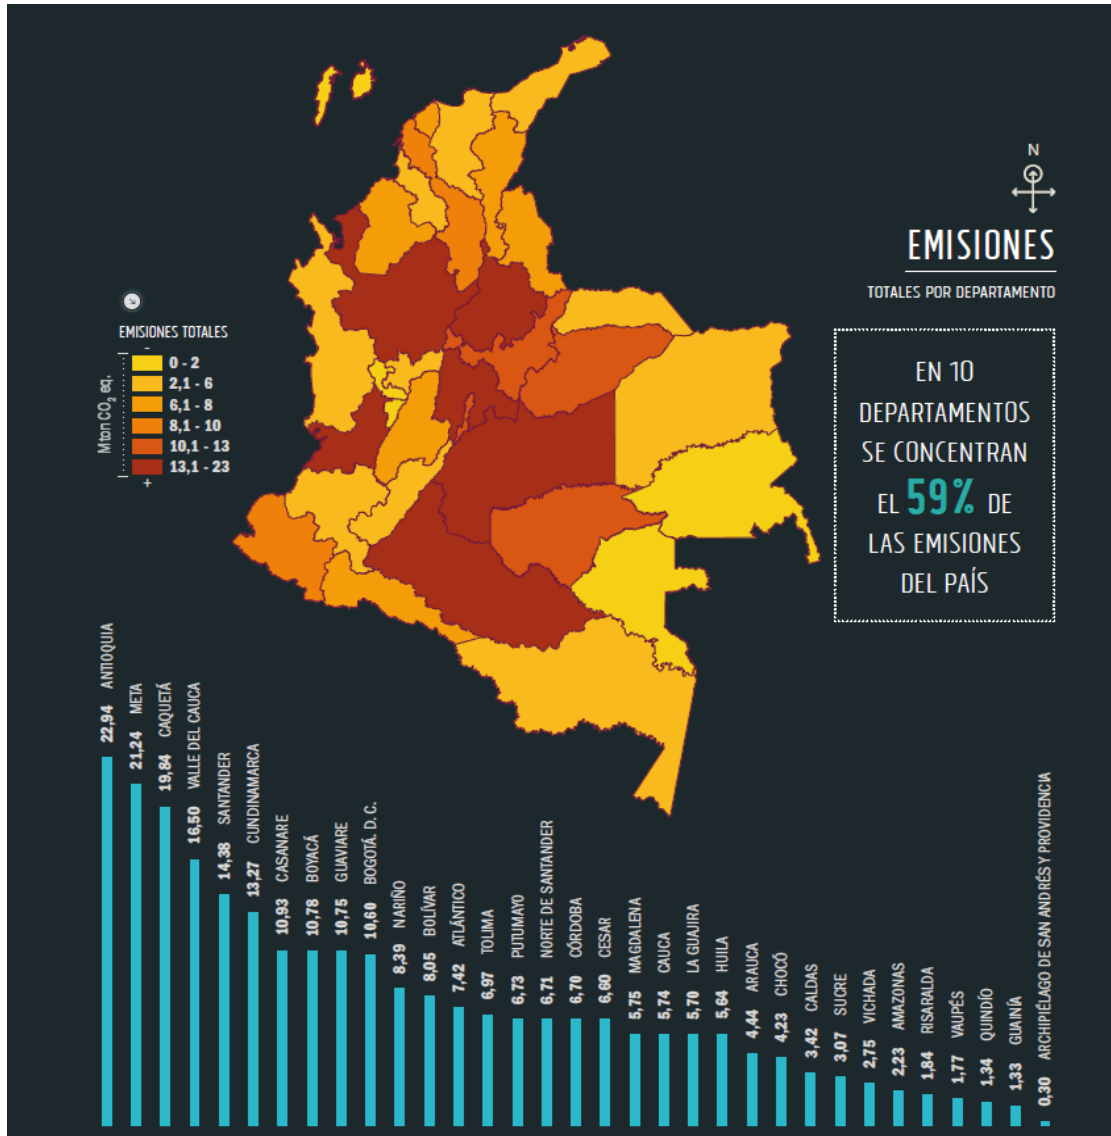 N
EMISIONES
TOTALES POR DEPARTAMENTO
EN 10
DEPARTAMENTOS
SE CONCENTRAN
EL 59% DE
LAS EMISIONES
DEL PAÍS
EMISIONES TOTALES
-
0 - 2
2,1 - 6
6,1 - 8
8,1 - 10
10,1 - 13
13,1 - 23
+
Mton CO2 eq.
22,94 ANTIOQUIA
21,24 META
19,84 CAQUETÁ
16,50 VALLE DEL CAUCA
14,38 SANTANDER
13,27 CUNDINAMARCA
10,93 CASANARE
10,78 BOYACÁ
10,75 GUAVIARE
10,60 BOGOTÁ. D. C.
8,39 NARIÑO
8,05 BOLÍVAR
7,42 ATLÁNTICO
6,97 TOLIMA
6,73 PUTUMAYO
6,71 NORTE DE SANTANDER
6,70 CÓRDOBA
6,60 CESAR
5,75 MAGDALENA
5,74 CAUCA
5,70 LA GUAJIRA
5,64 HUILA
4,44 ARAUCA
4,23 CHOCÓ
3,42 CALDAS
3,07 SUCRE
2,75 VICHADA
2,23 AMAZONAS
1,84 RISARALDA
1,77 VAUPÉS
1,34 QUINDÍO
1,33 GUAINÍA
0,30 ARCHIPIÉLAGO DE SAN ANDRÉS Y PROVIDENCIA